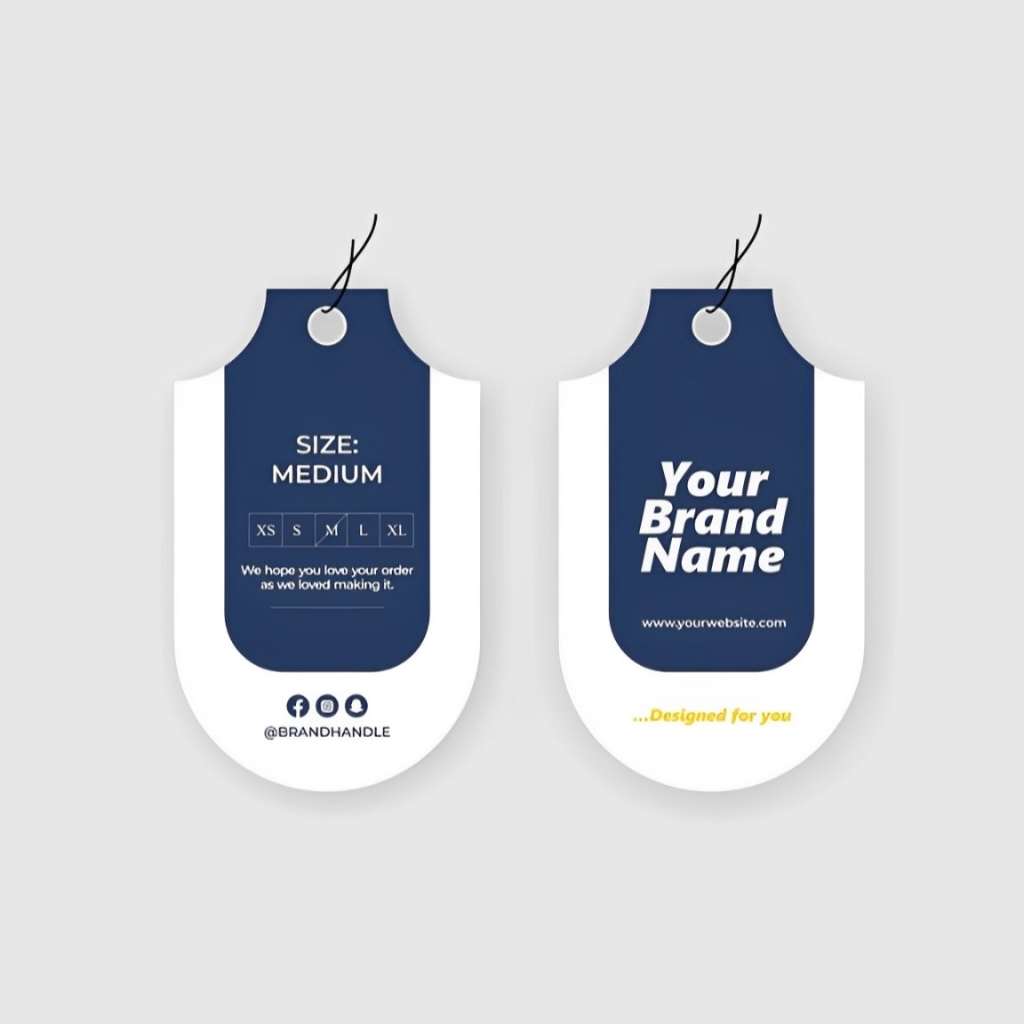 SIZE:
MEDIUM
XS S M L XL
We hope you love your order
as we loved making it.
@BRANDHANDLE
Your
Brand
Name
www.yourwebsite.com
...Designed for you